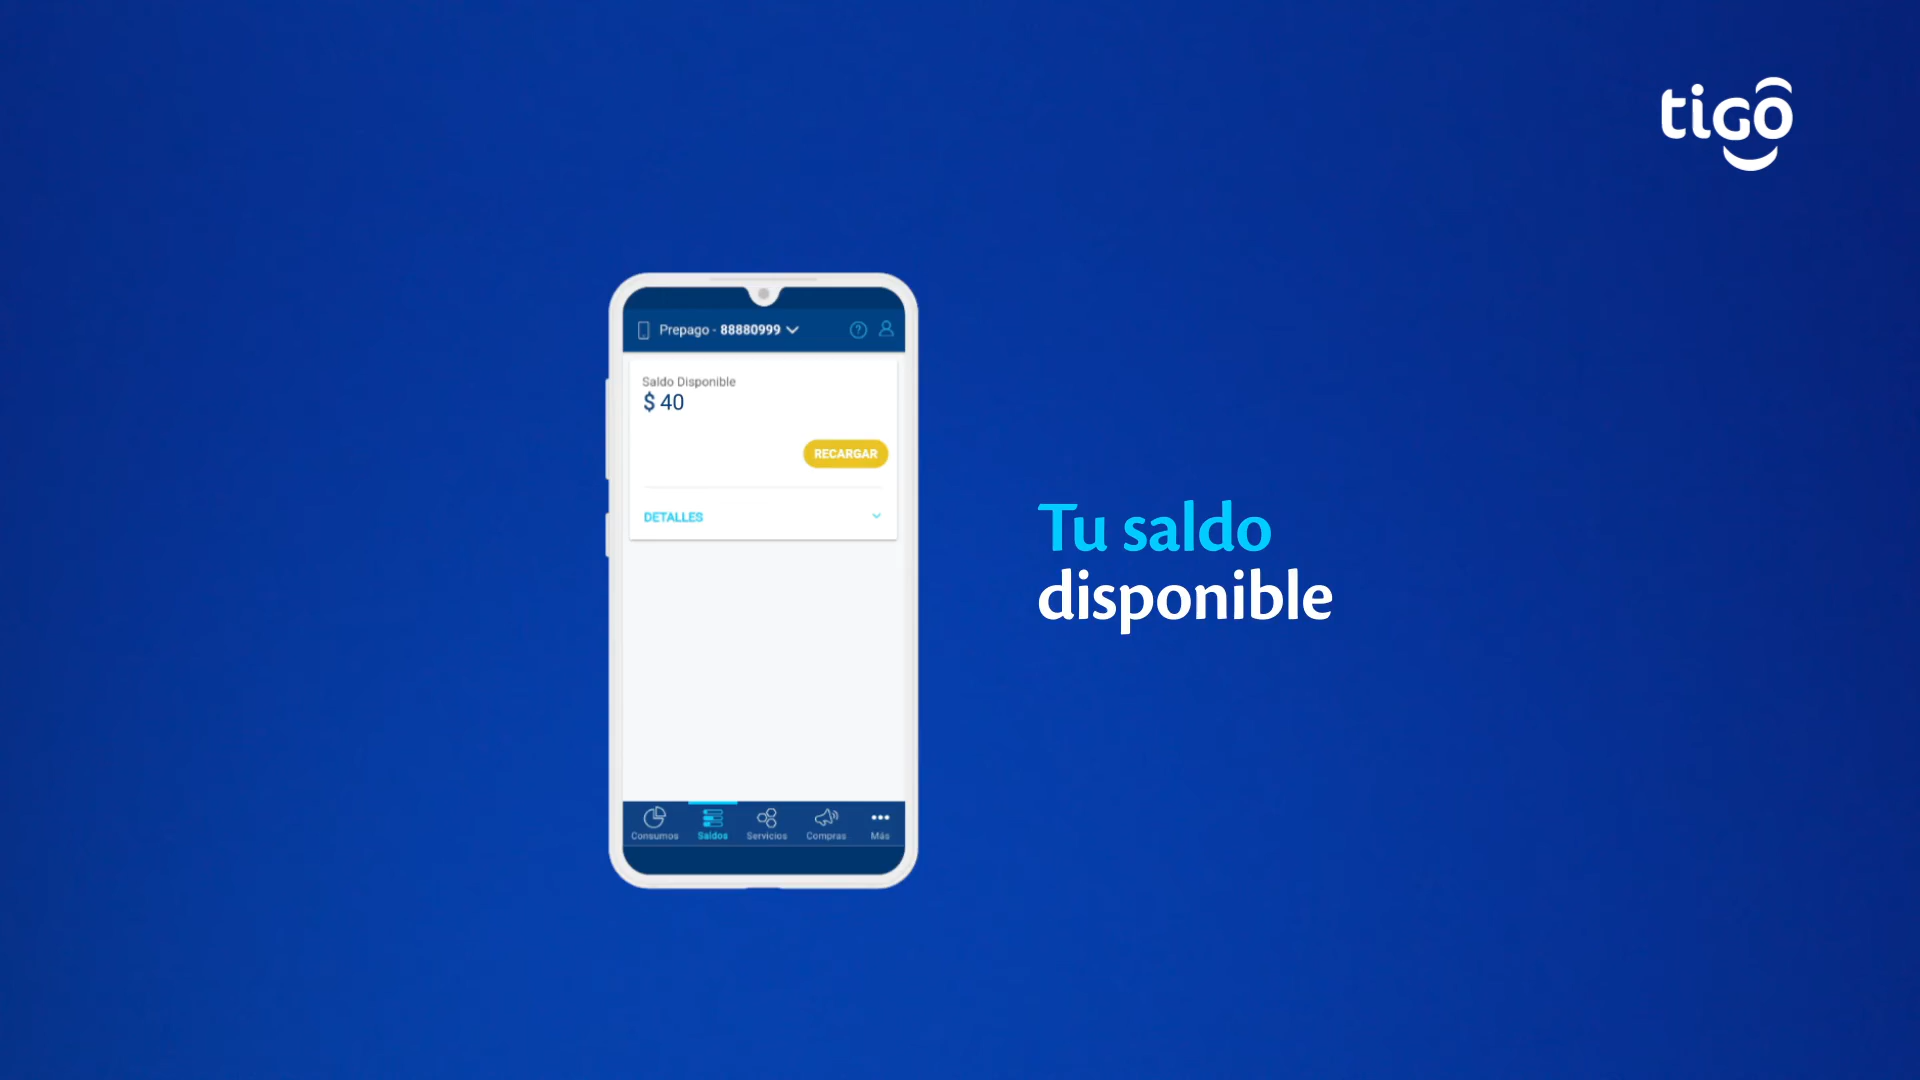 tigo
Prepago - 88880999
Saldo Disponible
$ 40
RECARGAR
DETALLES
Tu saldo
disponible
Consumos Saldos Servicios Compras Más